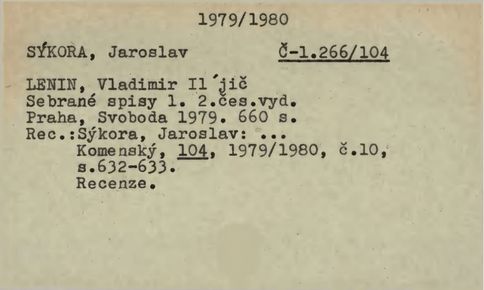 1979/1980
SÝKORA, Jaroslav Č-1.266/104
LENIN, Vladimir Il´jič
Sebrané spisy 1. 2.čes.vyd.
Praha, Svoboda 1979. 660 s.
Rec.:Sýkora, Jaroslav: ...
Komenský, 104, 1979/1980, č.10,
s.632-633.
Recenze.